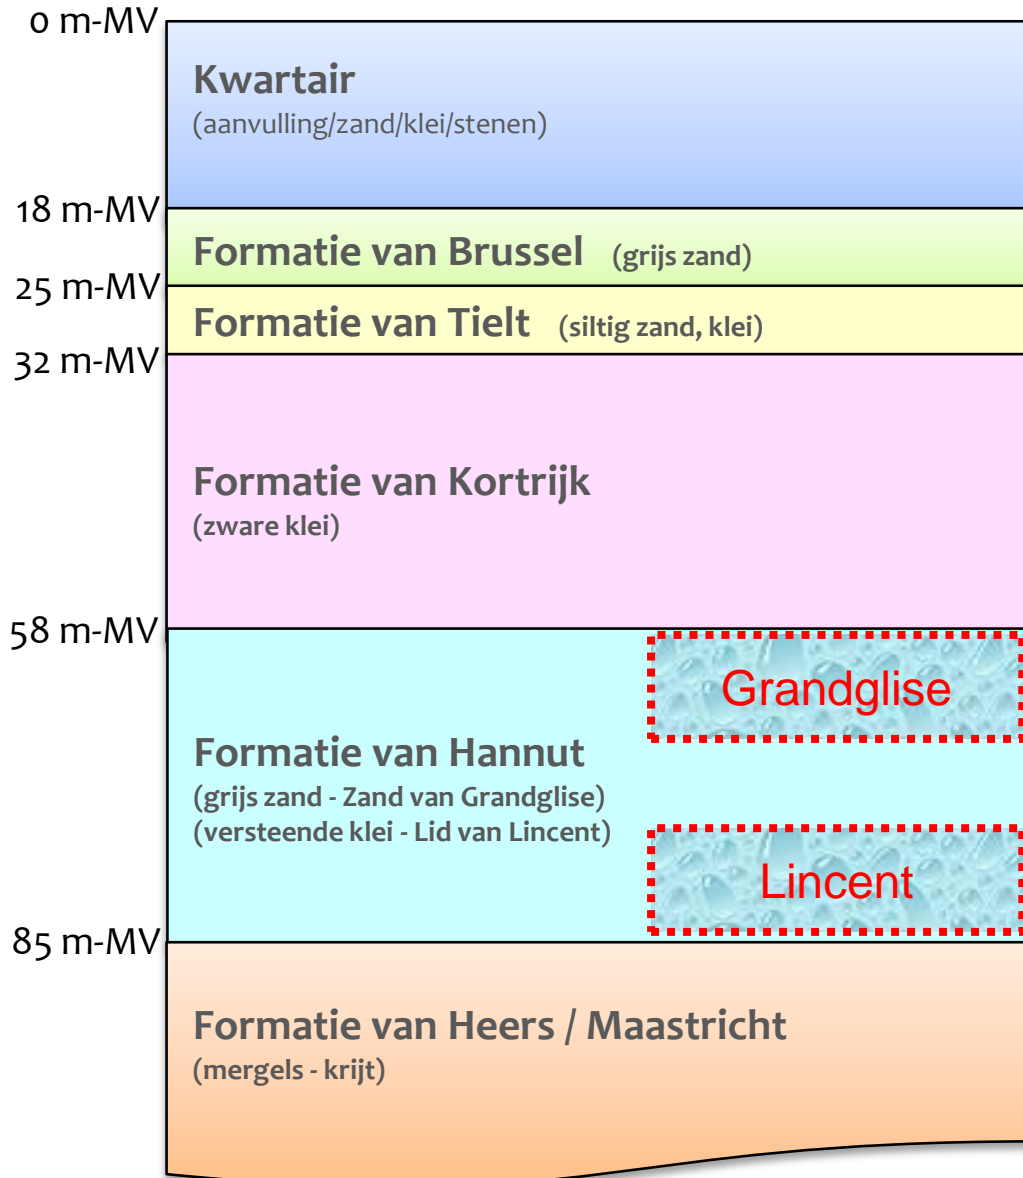 0 m-MV
Kwartair
(aanvulling/zand/klei/stenen)
18 m-MV
Formatie van Brussel (grijs zand)
25 m-MV
Formatie van Tielt (siltig zand, klei)
32 m-MV
Formatie van Kortrijk
(zware klei)
58 m-MV
Grandglise
Formatie van Hannut
(grijs zand - Zand van Grandglise)
(versteende klei - Lid van Lincent)
Lincent
85 m-MV
Formatie van Heers / Maastricht
(mergels - krijt)